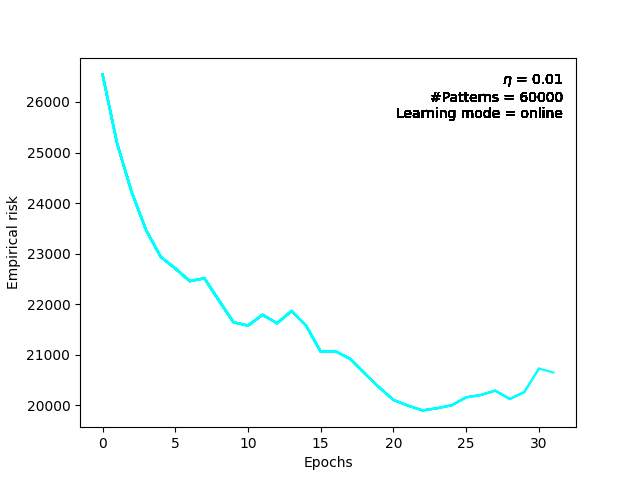 η = 0.01
#Patterns = 60000
Learning mode = online
26000
25000
24000
23000
22000
21000
20000
Empirical risk
0 5 10 15 20 25 30
Epochs